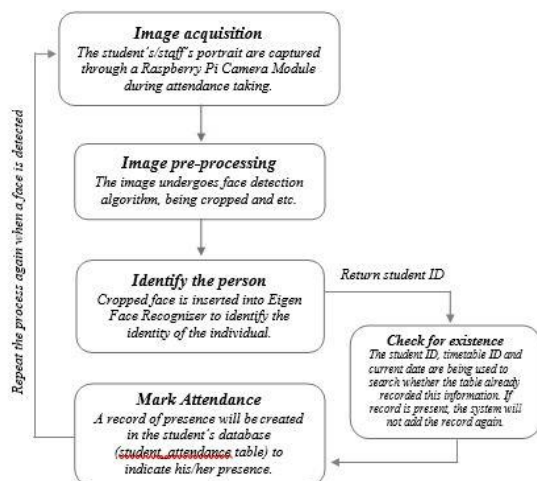 Image acquisition
The student's/staff's portrait are captured
through a Raspberry Pi Camera Module
during attendance taking.
Image pre-processing
The image undergoes face detection
algorithm, being cropped and etc.
Identify the person
Cropped face is inserted into Eigen
Face Recognizer to identify the
identity of the individual.
Return student ID
Check for existence
The student ID, timetable ID and
current date are being used to
search whether the table already
recorded this information. If
record is present, the system will
not add the record again.
Mark Attendance
A record of presence will be created
in the student's database
(student_attendance table) to
indicate his/her presence.
Repeat the process again when a face is detected